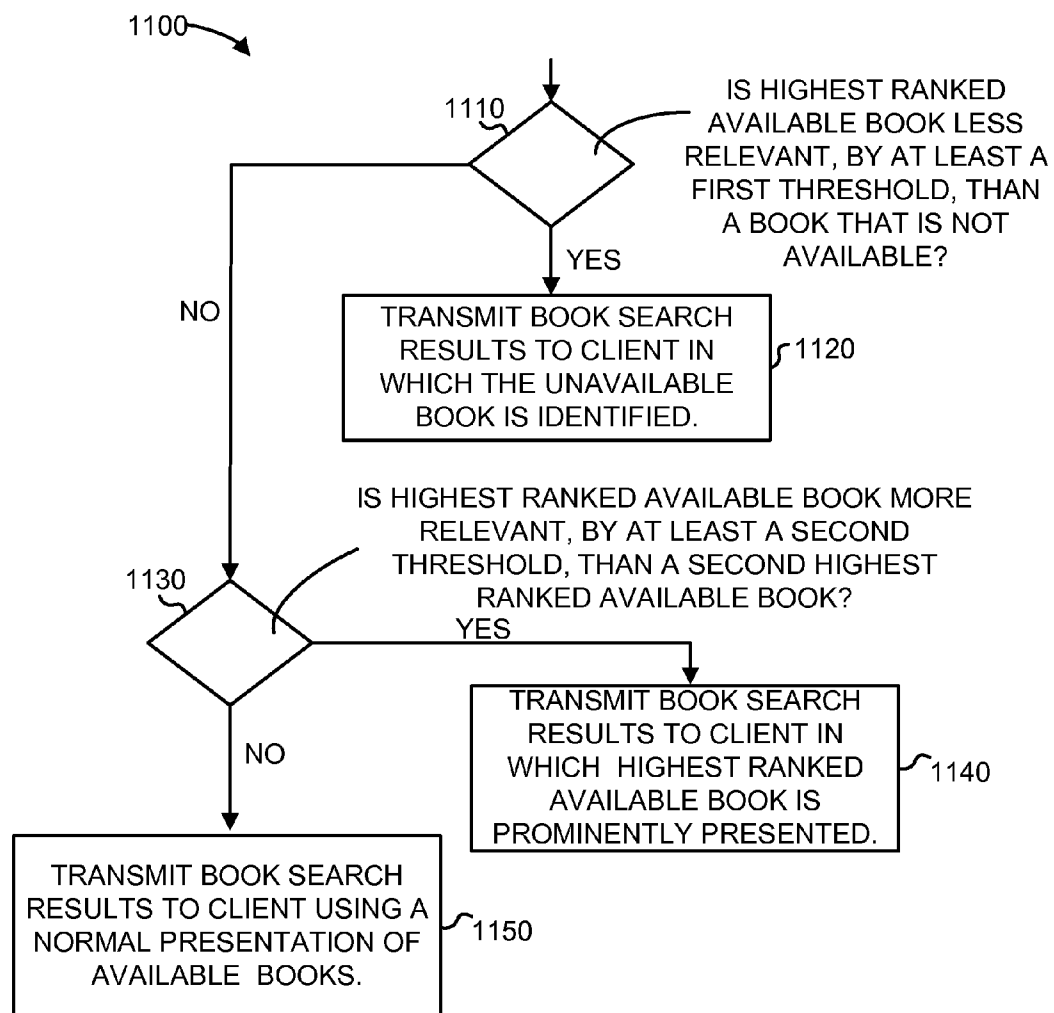 1100
1110
IS HIGHEST RANKED
AVAILABLE BOOK LESS
RELEVANT, BY AT LEAST A
FIRST THRESHOLD, THAN
A BOOK THAT IS NOT
AVAILABLE?
YES
NO
TRANSMIT BOOK SEARCH
RESULTS TO CLIENT IN
WHICH THE UNAVAILABLE
BOOK IS IDENTIFIED.
1120
IS HIGHEST RANKED AVAILABLE BOOK MORE
RELEVANT, BY AT LEAST A SECOND
THRESHOLD, THAN A SECOND HIGHEST
RANKED AVAILABLE BOOK?
1130
YES
NO
TRANSMIT BOOK SEARCH
RESULTS TO CLIENT IN
WHICH HIGHEST RANKED
AVAILABLE BOOK IS
PROMINENTLY PRESENTED.
1140
TRANSMIT BOOK SEARCH
RESULTS TO CLIENT USING A
NORMAL PRESENTATION OF
AVAILABLE BOOKS.
1150